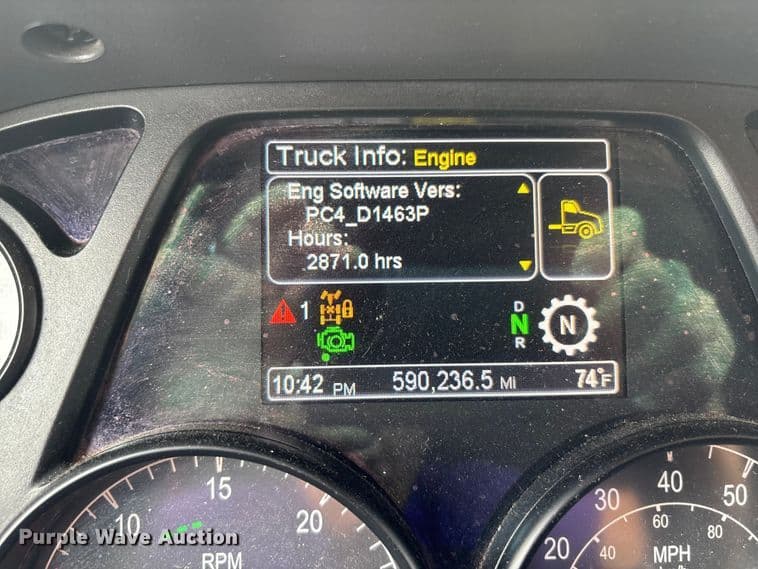 Truck Info: Engine
Eng Software Vers:
PC4_D1463P
Hours:
2871.0 hrs
1
D
N
R
N
10:42 PM 590,236.5 MI 74°F
10
15
20
RPM
Purple Wave Auction
20
30
40
50
40
60
80
MPH